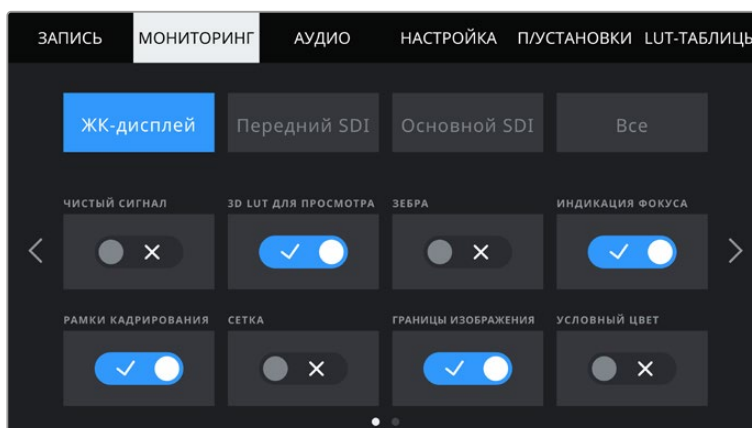 ЗАПИСЬ МОНИТОРИНГ АУДИО НАСТРОЙКА П/УСТАНОВКИ LUT-ТАБЛИЦЫ
ЖК-дисплей Передний SDI Основной SDI Все
ЧИСТЫЙ СИГНАЛ 3D LUT ДЛЯ ПРОСМОТРА ЗЕБРА ИНДИКАЦИЯ ФОКУСА
РАМКИ КАДРИРОВАНИЯ СЕТКА ГРАНИЦЫ ИЗОБРАЖЕНИЯ УСЛОВНЫЙ ЦВЕТ